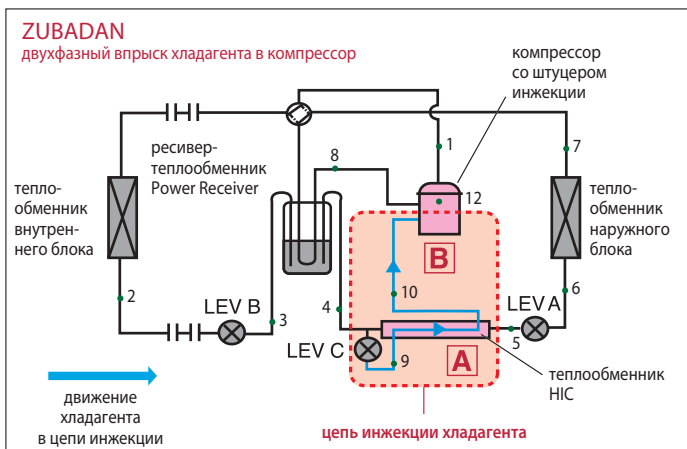 ZUBADAN
двухфазный впрыск хладагента в компрессор
компрессор
со штуцером
инжекции
ресивер-
теплообменник
Power Receiver
1
7
8
12
тепло-
обменник
внутрен-
него блока
тепло-
обменник
наружного
блока
B
2
LEV B
3
4
10
LEV A
6
5
LEV C
9
A
теплообменник
HIC
движение
хладагента
в цепи инжекции
цепь инжекции хладагента